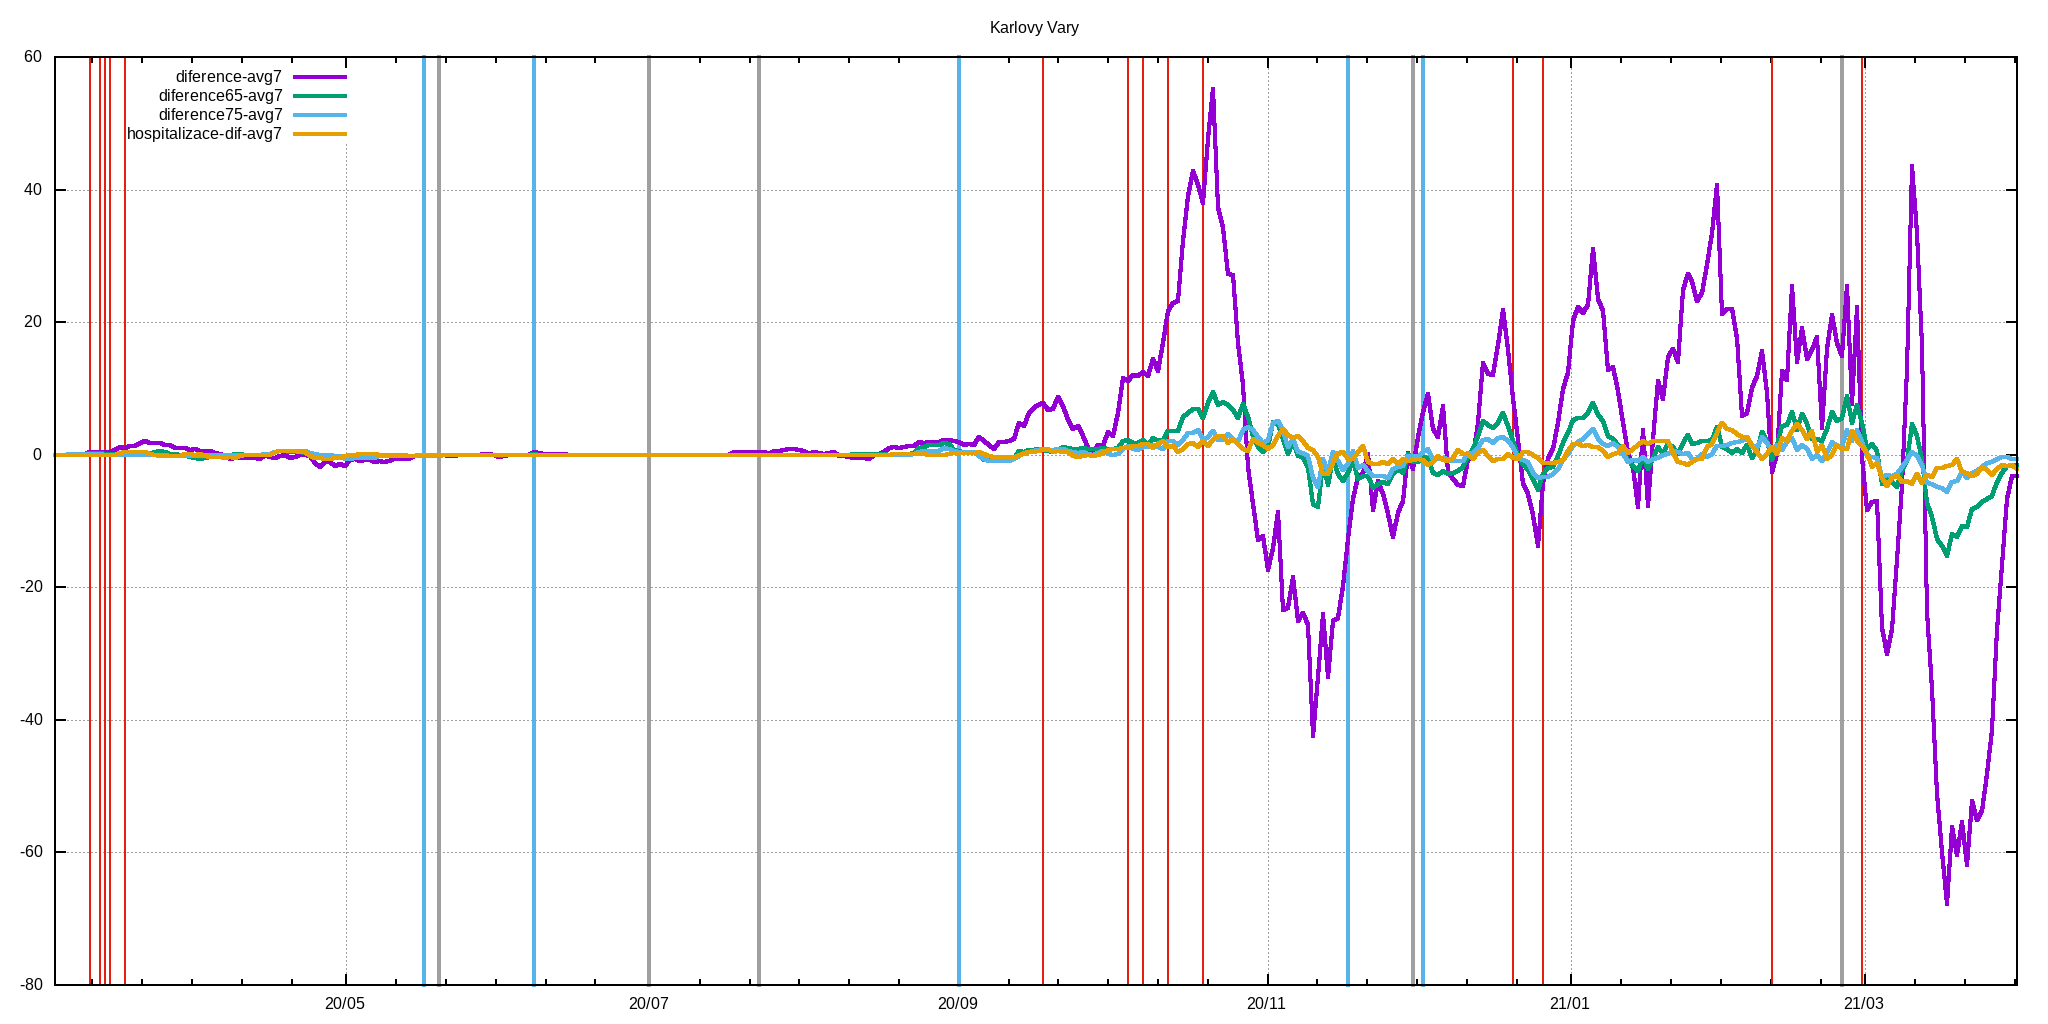 Karlovy Vary
60
diference-avg7
diference65-avg7
diference75-avg7
hospitalizace-dif-avg7
40
20
0
-20
-40
-60
-80
20/05
20/07
20/09
20/11
21/01
21/03